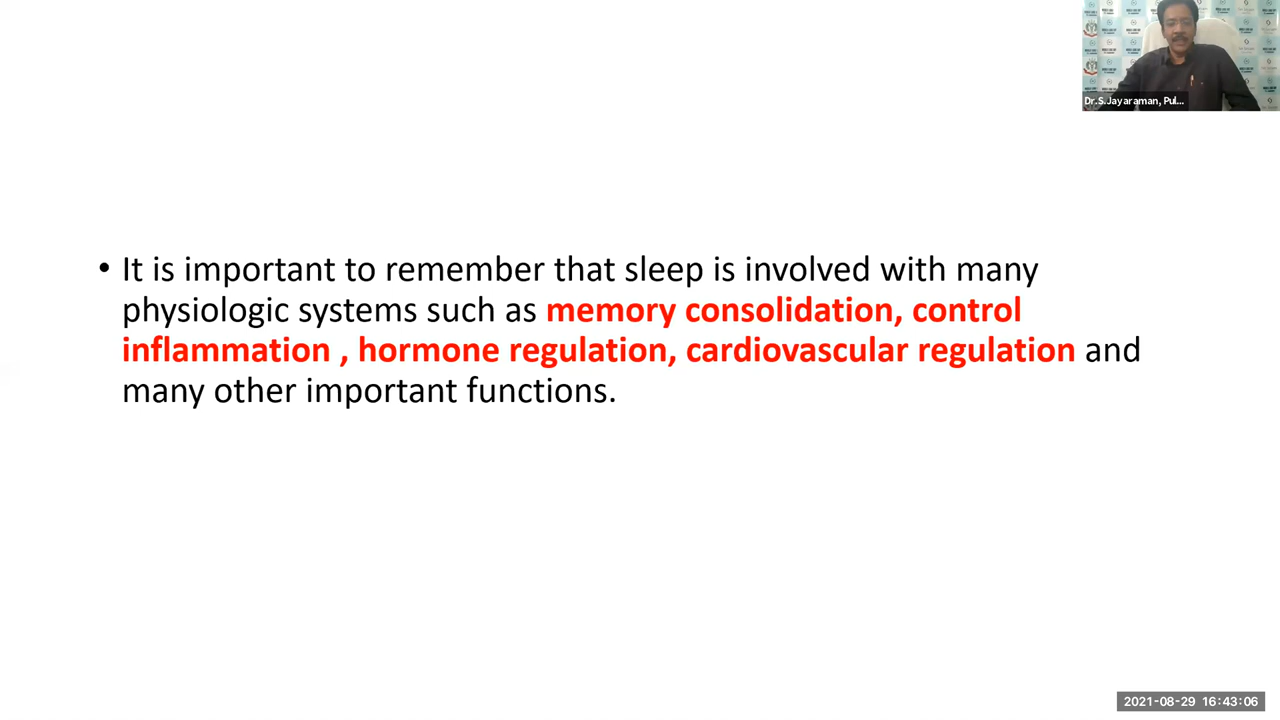 Dr.S.Jayaraman, Pul...
• It is important to remember that sleep is involved with many
physiologic systems such as memory consolidation, control
inflammation , hormone regulation, cardiovascular regulation and
many other important functions.
2021-08-29 16:43:06